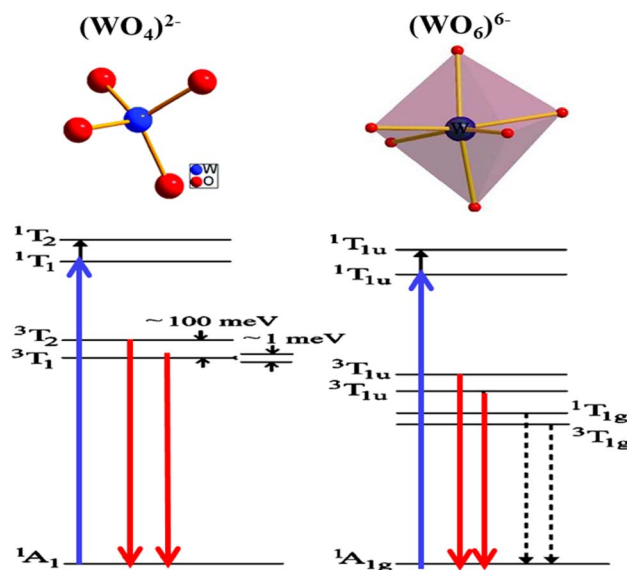 (WO₄)²⁻
(WO₆)⁶⁻
W
O
W
¹T₂
¹T₁
³T₂
³T₁
~100 meV
~1 meV
¹A₁
¹T₁ᵤ
¹T₁ᵤ
³T₁ᵤ
³T₁ᵤ
¹T₁g
³T₁g
¹A₁g